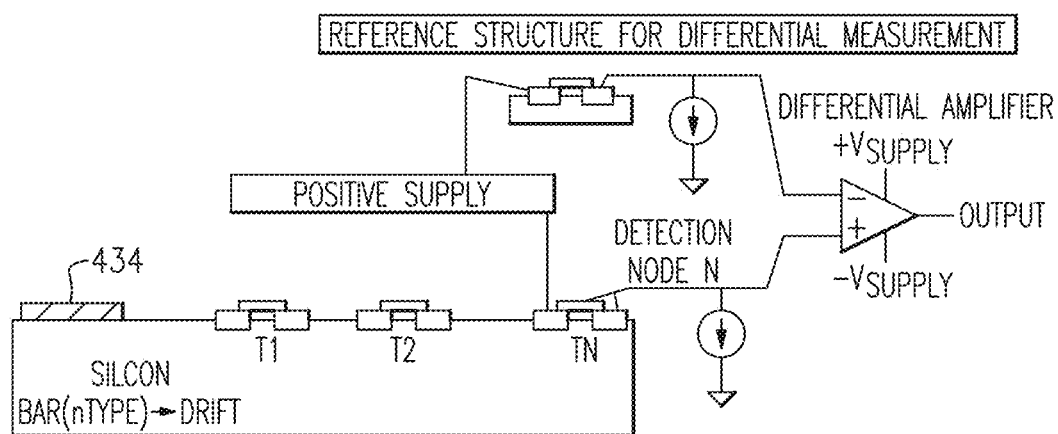 REFERENCE STRUCTURE FOR DIFFERENTIAL MEASUREMENT
DIFFERENTIAL AMPLIFIER
+VSUPPLY
POSITIVE SUPPLY
−
+
OUTPUT
DETECTION
NODE N
−VSUPPLY
434
T1
T2
TN
SILCON
BAR(nTYPE)→DRIFT